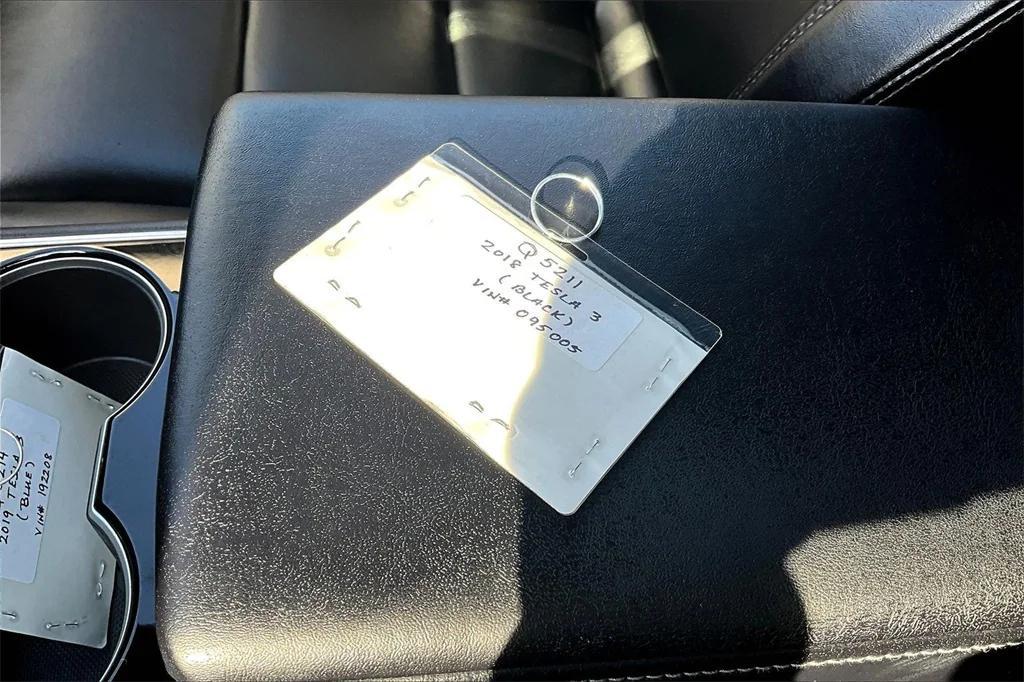 Q5211
2018 TESLA 3
(BLACK)
VIN# 095005
2019 TESLA
(BLUE)
VIN# 192208